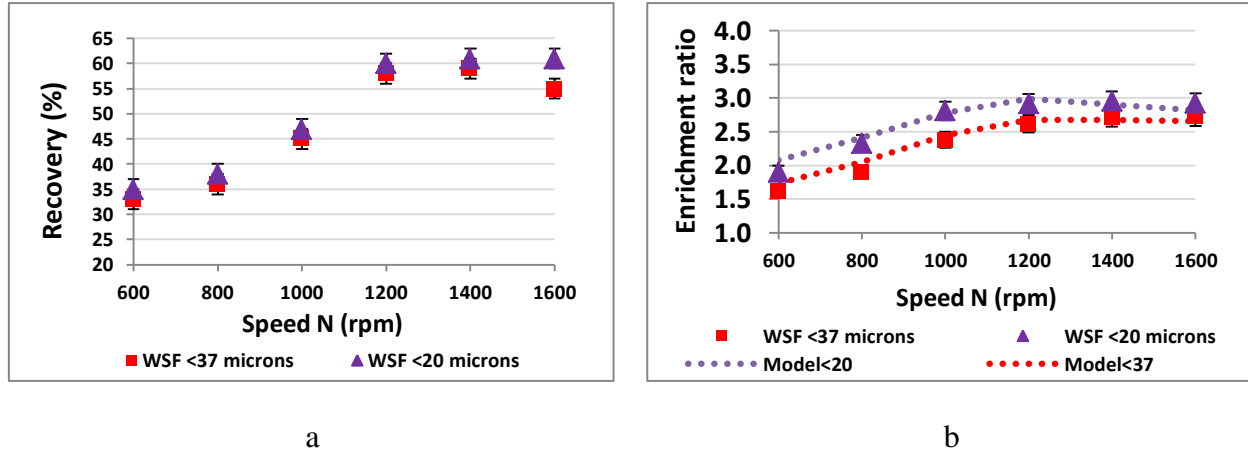 65
60
55
50
45
40
35
30
25
20
Recovery (%)
600 800 1000 1200 1400 1600
Speed N (rpm)
WSF <37 microns WSF <20 microns
a
4.0
3.5
3.0
2.5
2.0
1.5
1.0
Enrichment ratio
600 800 1000 1200 1400 1600
Speed N (rpm)
WSF <37 microns WSF <20 microns
Model<20 Model<37
b